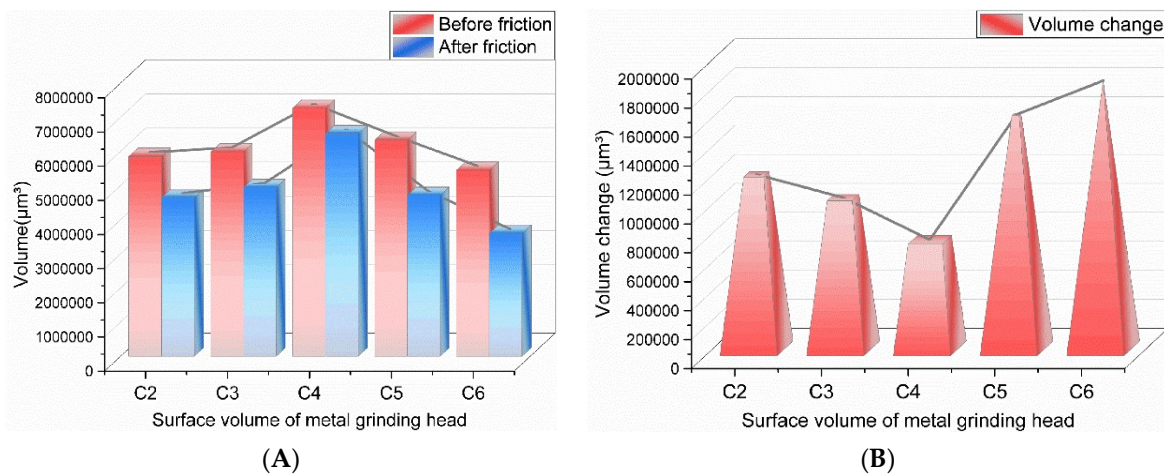 Before friction
After friction
8000000
7000000
6000000
5000000
4000000
3000000
2000000
1000000
0
Volume(μm³)
C2 C3 C4 C5 C6
Surface volume of metal grinding head
(A)
Volume change
2000000
1800000
1600000
1400000
1200000
1000000
800000
600000
400000
200000
0
Volume change (μm³)
C2 C3 C4 C5 C6
Surface volume of metal grinding head
(B)